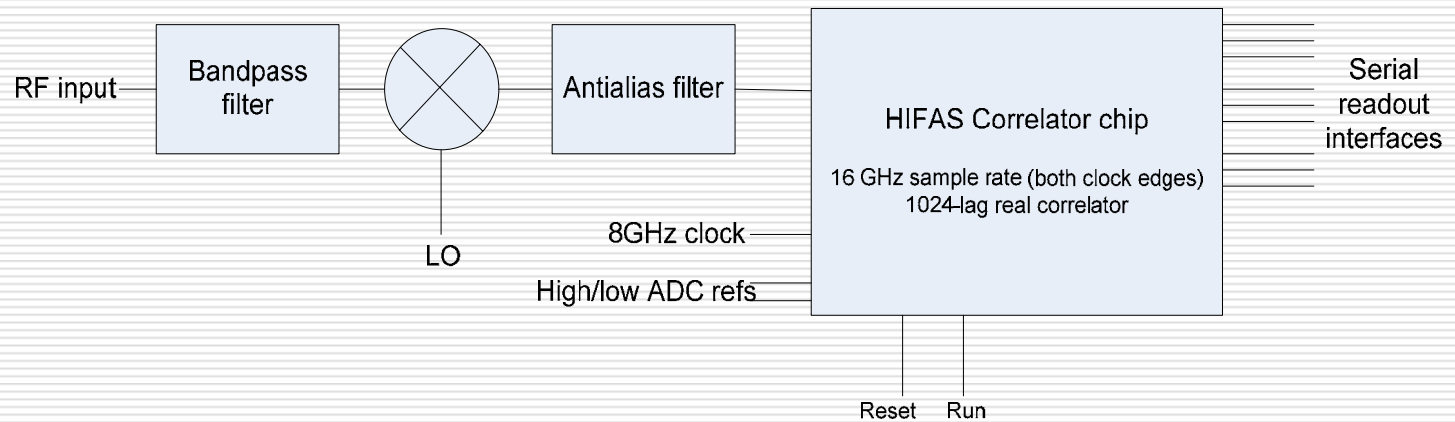 RF input
Bandpass
filter
LO
Antialias filter
HIFAS Correlator chip
16 GHz sample rate (both clock edges)
1024-lag real correlator
8GHz clock
High/low ADC refs
Reset
Run
Serial
readout
interfaces